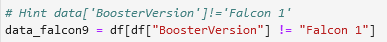 # Hint data['BoosterVersion']!='Falcon 1'
data_falcon9 = df[df["BoosterVersion"] != "Falcon 1"]